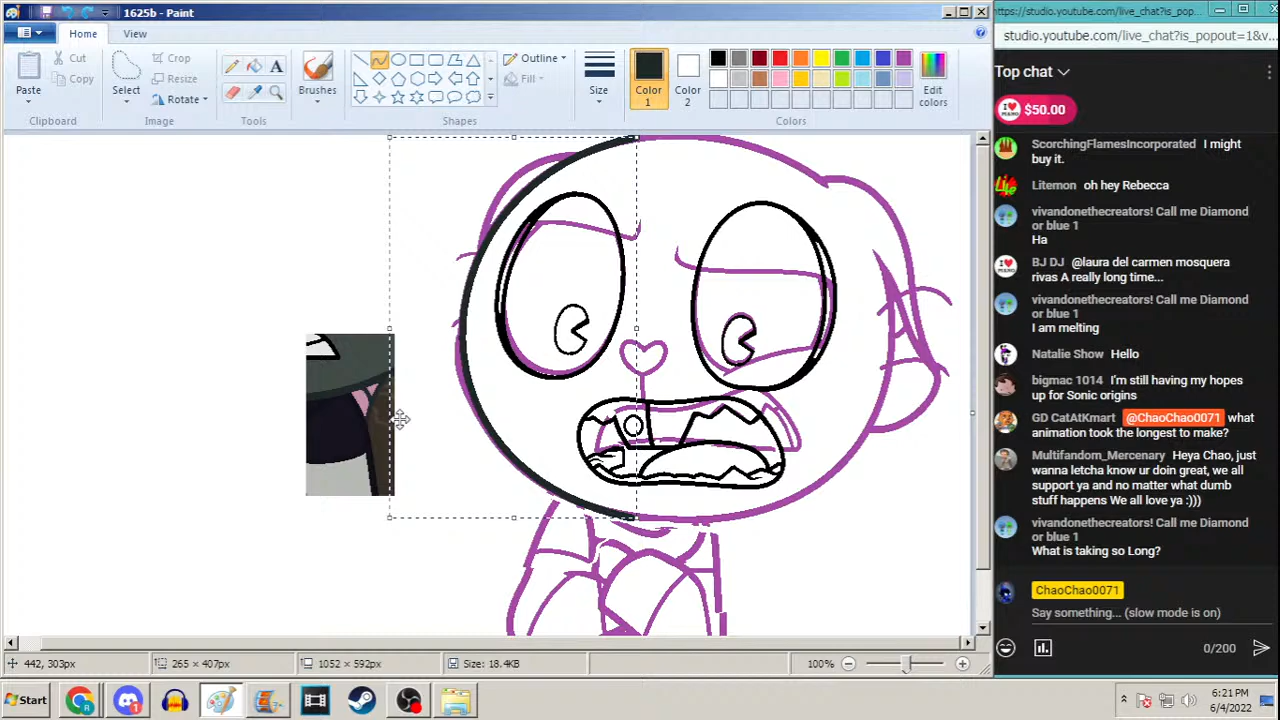 1625b - Paint
Home View
Paste
Cut
Copy
Clipboard
Select
Crop
Resize
Rotate
Image
A
Tools
Brushes
Outline
Fill
Shapes
Size
Color 1
Color 2
Edit colors
Colors
442, 303px
265 × 407px
1052 × 592px
Size: 18.4KB
100%
Start
6:21 PM
6/4/2022
https://studio.youtube.com/live_chat?is_pop...
studio.youtube.com/live_chat?is_popout=1&v...
Top chat
$50.00
ScorchingFlamesIncorporated I might
buy it.
Litemon oh hey Rebecca
vivandonethecreators! Call me Diamond
or blue 1
Ha
BJ DJ @laura del carmen mosquera
rivas A really long time...
vivandonethecreators! Call me Diamond
or blue 1
I am melting
Natalie Show Hello
bigmac 1014 I'm still having my hopes
up for Sonic origins
GD CatAtKmart @ChaoChao0071 what
animation took the longest to make?
Monsterfandom_Mercenary Heya Chao, just
wanna letcha know ur doin great, we all
support ya and no matter what dumb
stuff happens We all love ya :)))
vivandonethecreators! Call me Diamond
or blue 1
What is taking so Long?
ChaoChao0071
Say something... (slow mode is on)
0/200